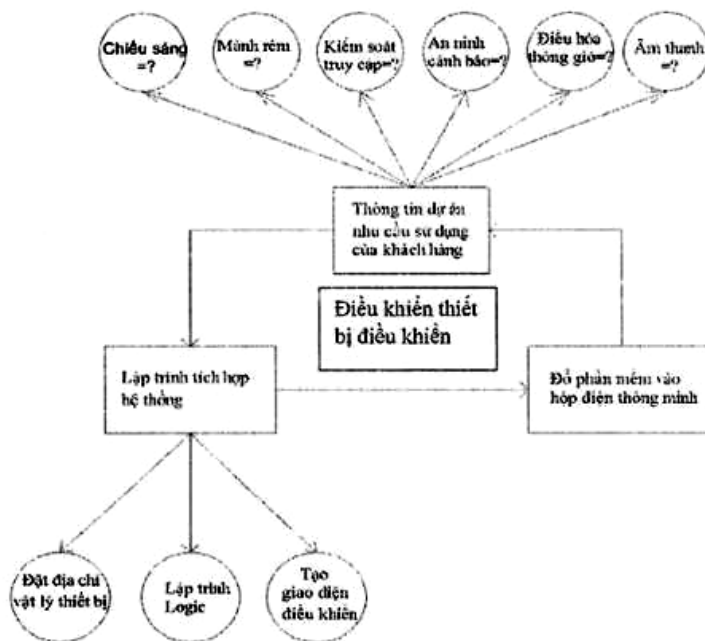 Chiếu sáng
=?
Mành rèm
=?
Kiểm soát
truy cập=?
An ninh
cảnh báo=?
Điều hòa
thông gió=?
Âm thanh
=?
Thông tin dự án
nhu cầu sử dụng
của khách hàng
Điều khiển thiết
bị điều khiển
Lập trình tích hợp
hệ thống
Đổ phần mềm vào
hộp điện thông minh
Đặt địa chỉ
vật lý thiết bị
Lập trình
Logic
Tạo
giao diện
điều khiển